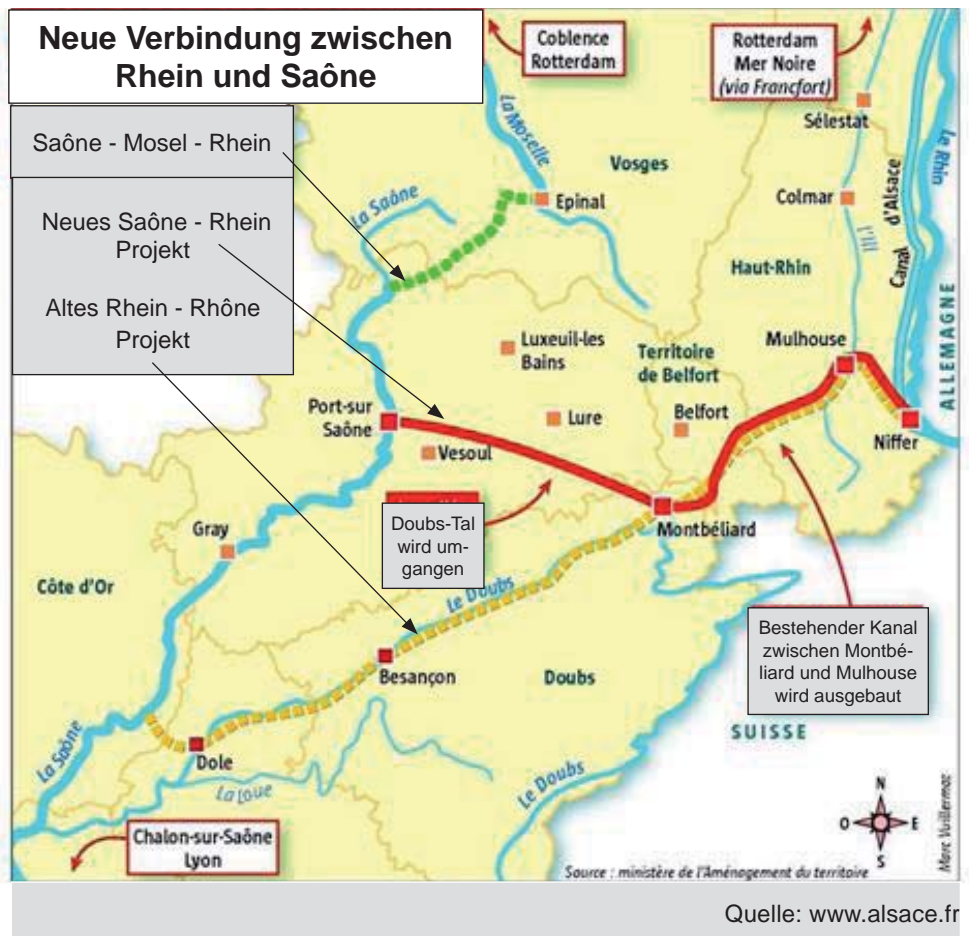 Neue Verbindung zwischen
Rhein und Saône
Saône - Mosel - Rhein
Neues Saône - Rhein
Projekt
Altes Rhein - Rhône
Projekt
Coblence
Rotterdam
Rotterdam
Mer Noire
(via Francfort)
La Moselle
Sélestat
Le Rhin
Vosges
Canal d'Alsace
La Saône
Epinal
Colmar
l'Ill
Haut-Rhin
ALLEMAGNE
Luxeuil-les
Bains
Territoire
de Belfort
Mulhouse
Port-sur
Saône
Lure
Belfort
Niffer
Vesoul
Doubs-Tal
wird um-
gangen
Montbéliard
Gray
Côte d'Or
Le Doubs
Bestehender Kanal
zwischen Montbé-
liard und Mulhouse
wird ausgebaut
Besançon
Doubs
SUISSE
La Saône
Dole
La Loue
Le Doubs
Chalon-sur-Saône
Lyon
N
O
E
S
Marc Vuillermoz
Source : ministère de l'Aménagement du territoire
Quelle: www.alsace.fr